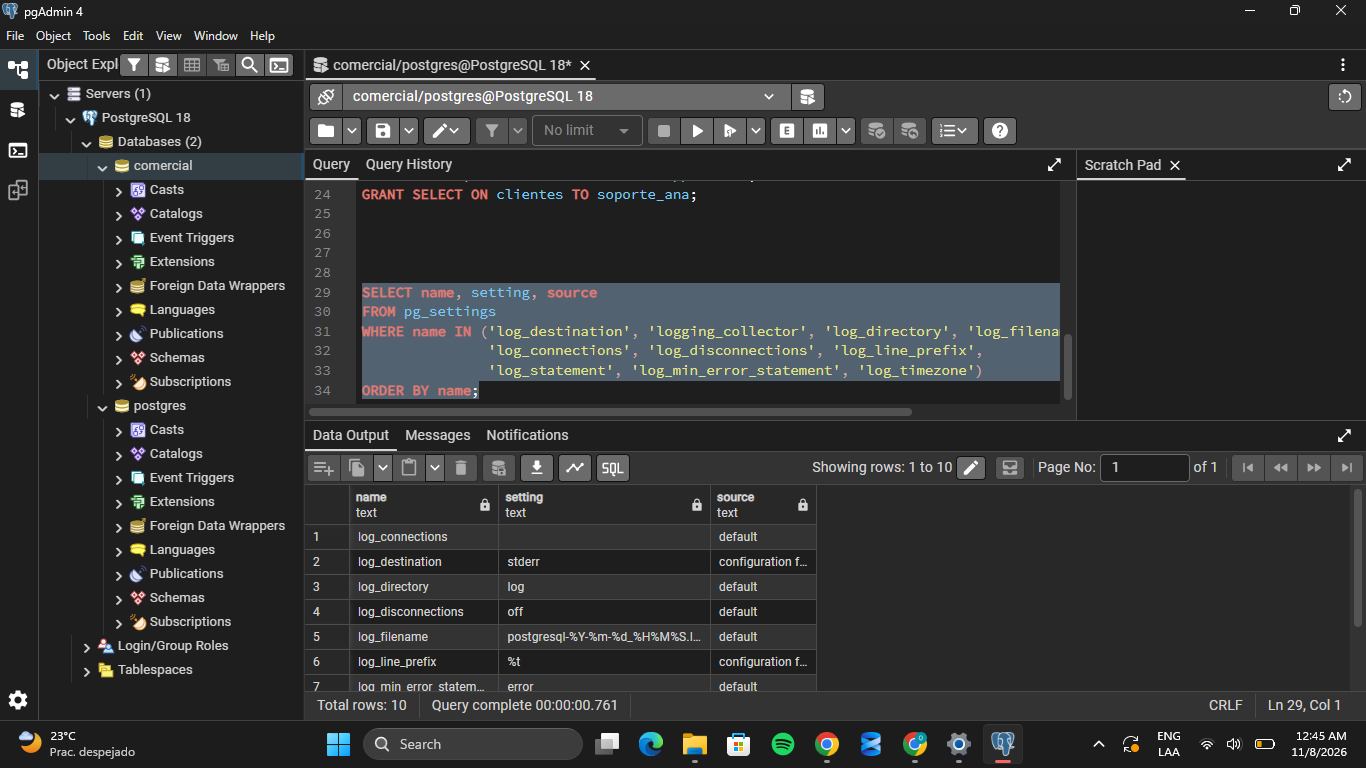 pgAdmin 4
File Object Tools Edit View Window Help
Object Expl
comercial/postgres@PostgreSQL 18*
Servers (1)
PostgreSQL 18
Databases (2)
comercial
Casts
Catalogs
Event Triggers
Extensions
Foreign Data Wrappers
Languages
Publications
Schemas
Subscriptions
postgres
Casts
Catalogs
Event Triggers
Extensions
Foreign Data Wrappers
Languages
Publications
Schemas
Subscriptions
Login/Group Roles
Tablespaces
comercial/postgres@PostgreSQL 18
No limit
E
Query Query History
Scratch Pad
24 GRANT SELECT ON clientes TO soporte_ana;
25
26
27
28
29 SELECT name, setting, source
30 FROM pg_settings
31 WHERE name IN ('log_destination', 'logging_collector', 'log_directory', 'log_filena
32 'log_connections', 'log_disconnections', 'log_line_prefix',
33 'log_statement', 'log_min_error_statement', 'log_timezone')
34 ORDER BY name;
Data Output Messages Notifications
SQL
Showing rows: 1 to 10
Page No: 1 of 1
name text
setting text
source text
1 log_connections default
2 log_destination stderr configuration f...
3 log_directory log default
4 log_disconnections off default
5 log_filename postgresql-%Y-%m-%d_%H%M%S.l... default
6 log_line_prefix %t configuration f...
7 log_min_error_statem... error default
Total rows: 10 Query complete 00:00:00.761
CRLF Ln 29, Col 1
23°C
Prac. despejado
Search
ENG
LAA
12:45 AM
11/8/2026